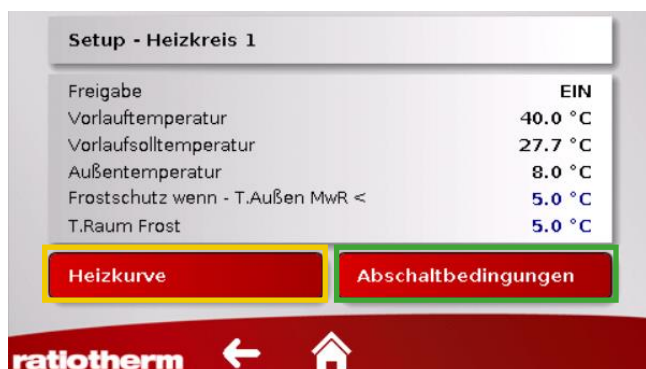 Setup - Heizkreis 1
Freigabe EIN
Vorlauftemperatur 40.0 °C
Vorlaufsolltemperatur 27.7 °C
Außentemperatur 8.0 °C
Frostschutz wenn - T.Außen MwR < 5.0 °C
T.Raum Frost 5.0 °C
Heizkurve Abschaltbedingungen
ratiotherm